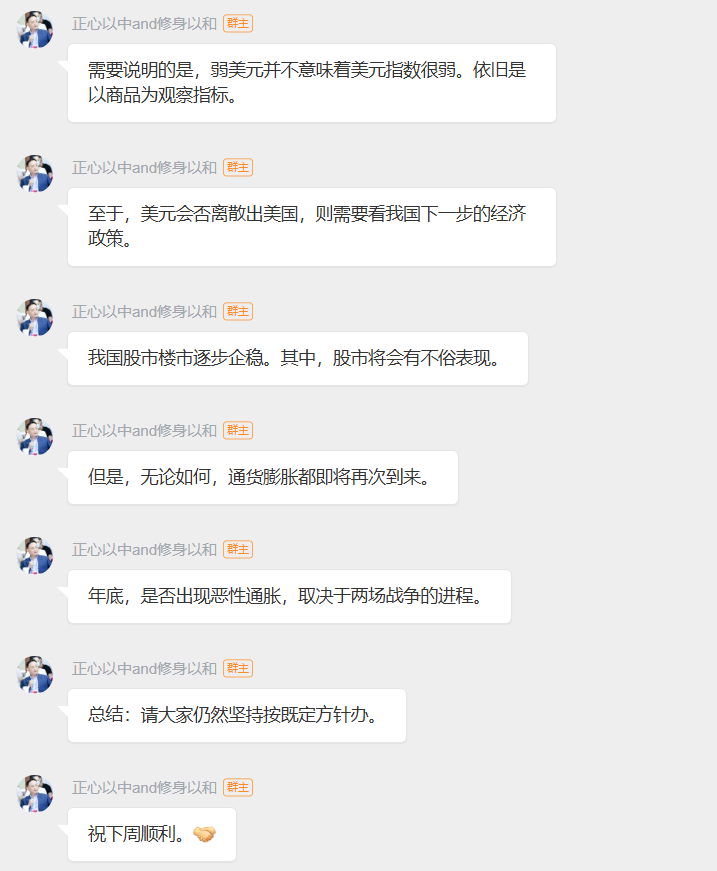 正心以中and修身以和 群主
需要说明的是，弱美元并不意味着美元指数很弱。依旧是
以商品为观察指标。
正心以中and修身以和 群主
至于，美元会否离散出美国，则需要看我国下一步的经济
政策。
正心以中and修身以和 群主
我国股市楼市逐步企稳。其中，股市将会有不俗表现。
正心以中and修身以和 群主
但是，无论如何，通货膨胀都即将再次到来。
正心以中and修身以和 群主
年底，是否出现恶性通胀，取决于两场战争的进程。
正心以中and修身以和 群主
总结：请大家仍然坚持按既定方针办。
正心以中and修身以和 群主
祝下周顺利。🤝